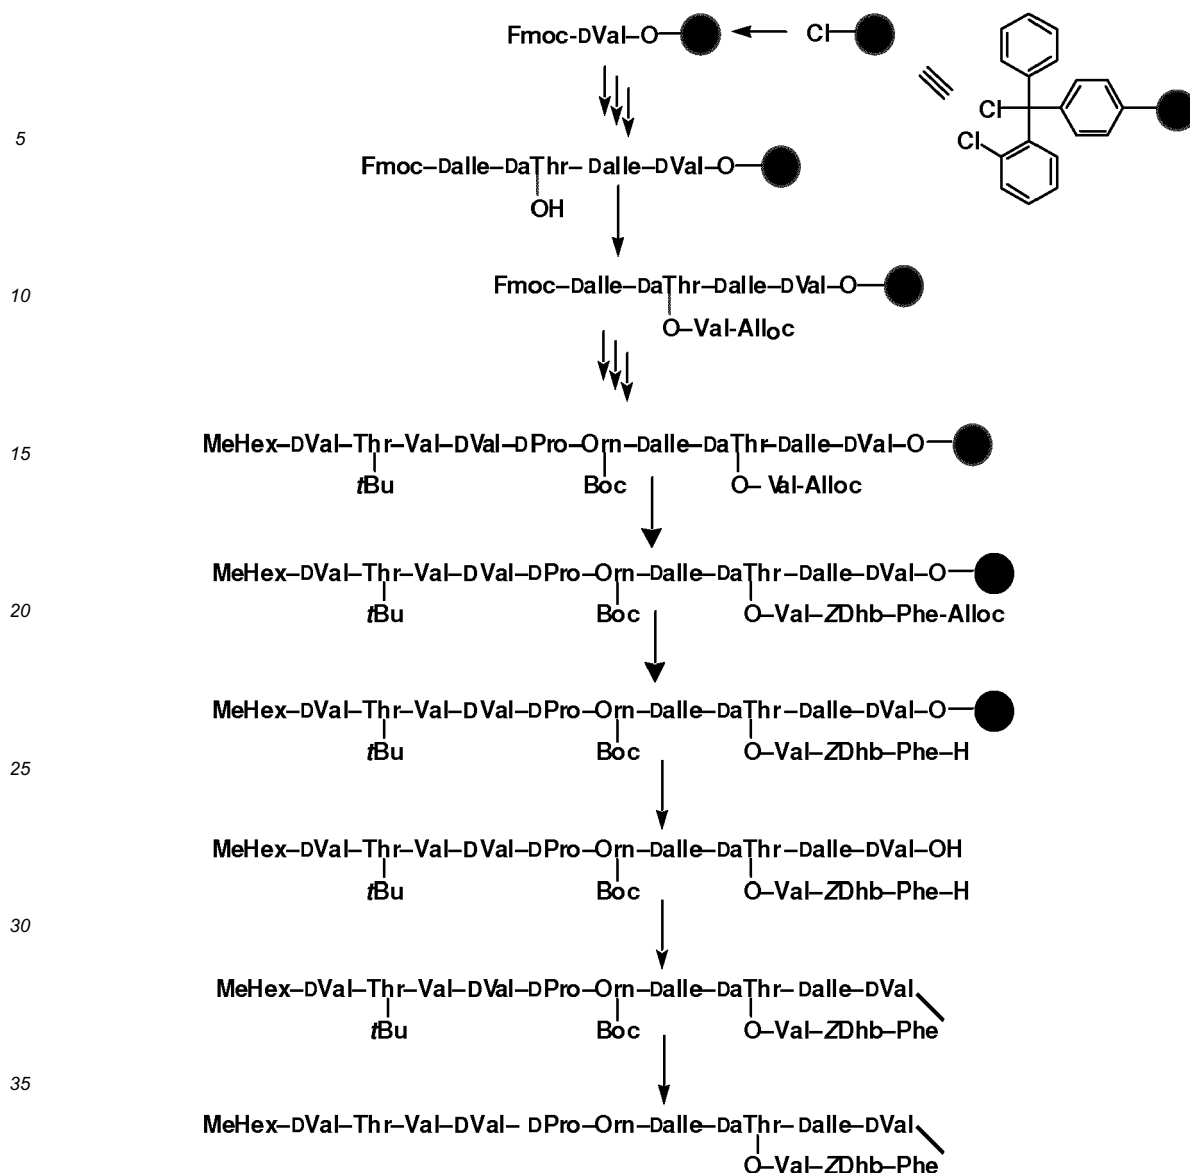 Fmoc-DVal–O Cl
Cl
Cl
5
Fmoc–Dalle–DaThr–Dalle–DVal–O
OH
10
Fmoc–Dalle–DaThr–Dalle–DVal–O
O–Val-Alloc
15
MeHex–DVal–Thr–Val–DVal–DPro–Orn–Dalle–DaThr–Dalle–DVal–O
tBu Boc O–Val-Alloc
MeHex–DVal–Thr–Val–DVal–DPro–Orn–Dalle–DaThr–Dalle–DVal–O
20
tBu Boc O–Val–ZDhb–Phe-Alloc
MeHex–DVal–Thr–Val–DVal–DPro–Orn–Dalle–DaThr–Dalle–DVal–O
tBu Boc O–Val–ZDhb–Phe–H
25
MeHex–DVal–Thr–Val–DVal–DPro–Orn–Dalle–DaThr–Dalle–DVal–OH
tBu Boc O–Val–ZDhb–Phe–H
30
MeHex–DVal–Thr–Val–DVal–DPro–Orn–Dalle–DaThr–Dalle–DVal
tBu Boc O–Val–ZDhb–Phe
35
MeHex–DVal–Thr–Val–DVal–DPro–Orn–Dalle–DaThr–Dalle–DVal
O–Val–ZDhb–Phe